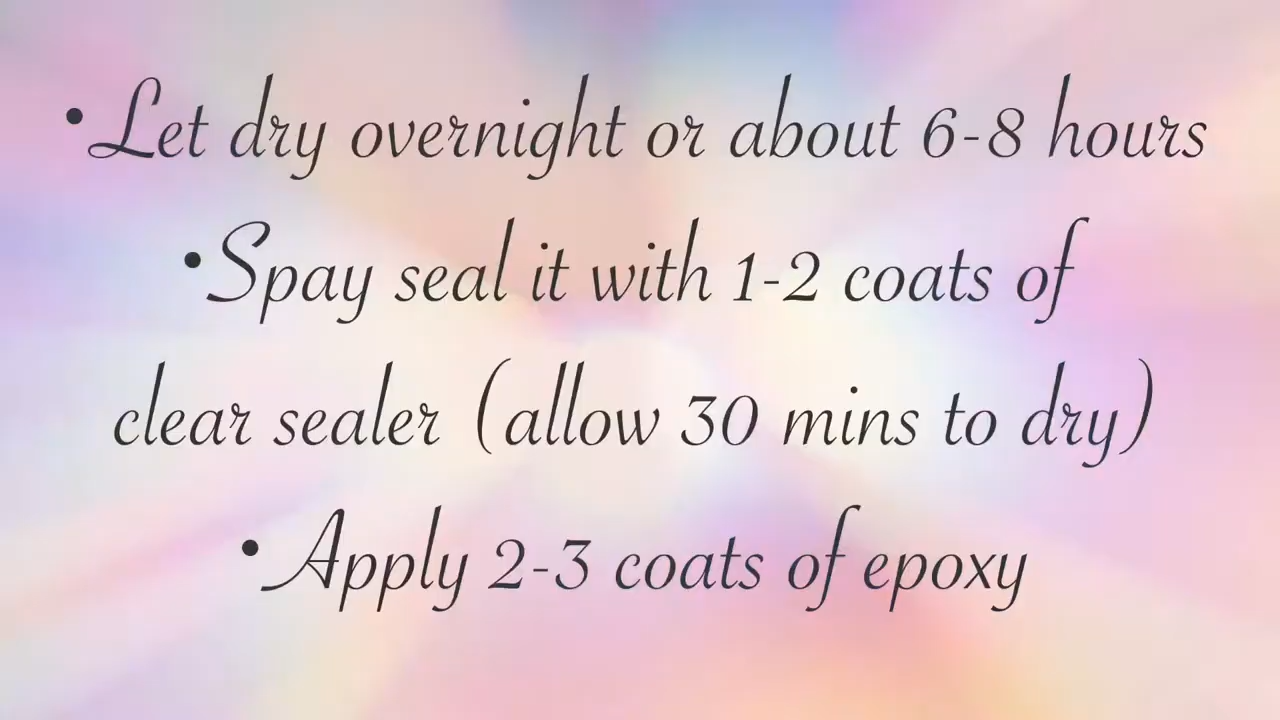 •Let dry overnight or about 6-8 hours
•Spay seal it with 1-2 coats of
clear sealer (allow 30 mins to dry)
•Apply 2-3 coats of epoxy